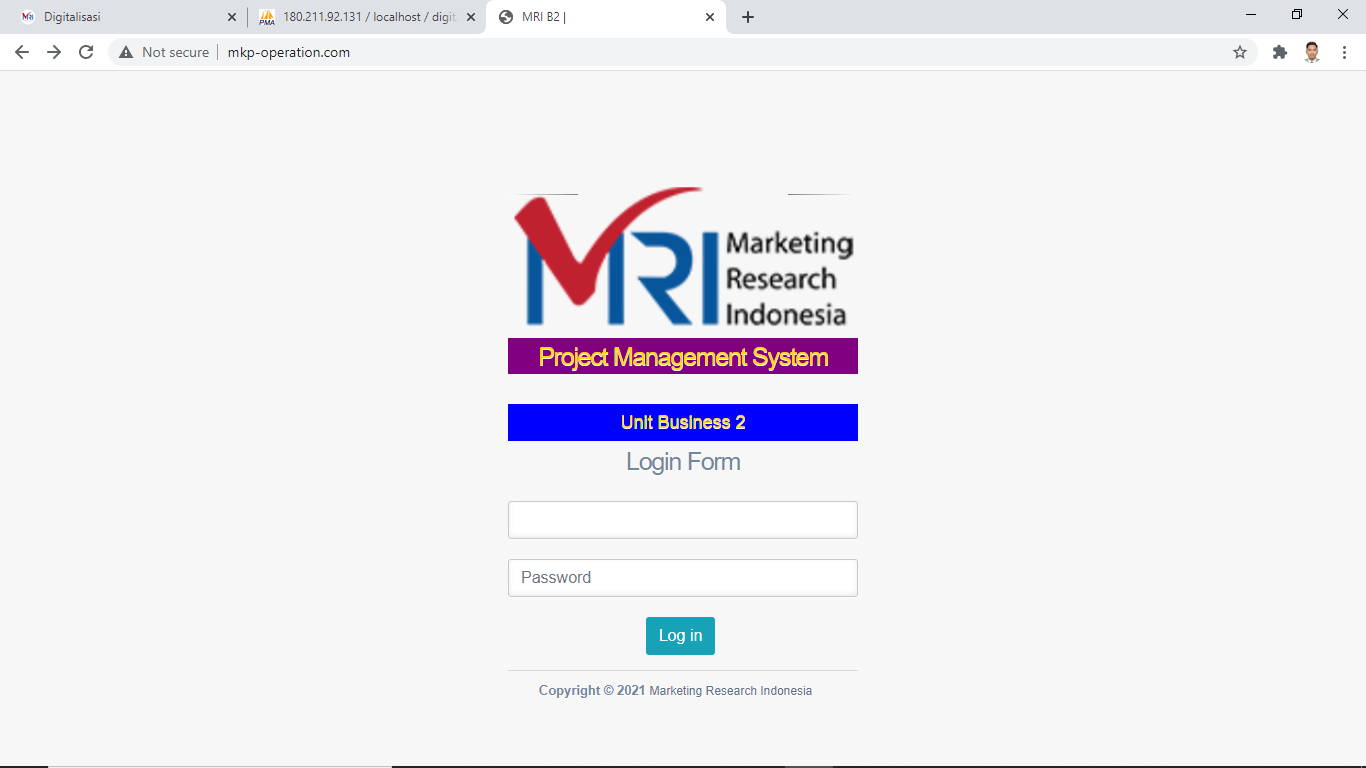 Digitalisasi
PMA
180.211.92.131 / localhost / digit
MRI B2 |
Not secure
mkp-operation.com
MRI
Marketing
Research
Indonesia
Project Management System
Unit Business 2
Login Form
Password
Log in
Copyright © 2021 Marketing Research Indonesia